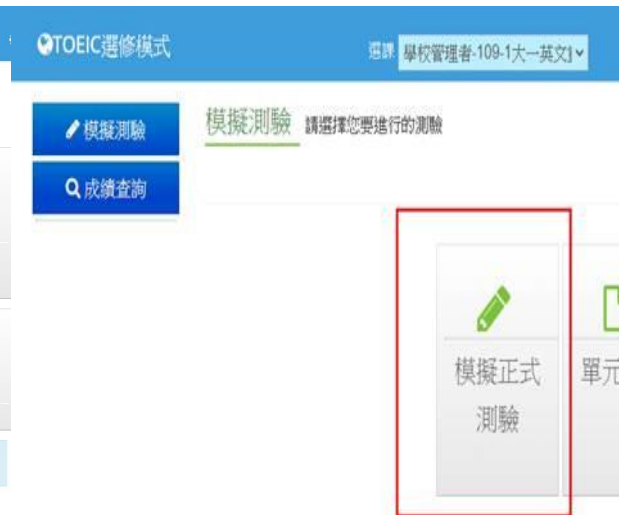 TOEIC選修模式
選課 學校管理者-109-1大一英文
模擬測驗
成績查詢
模擬測驗 請選擇您要進行的測驗
模擬正式
測驗
單元